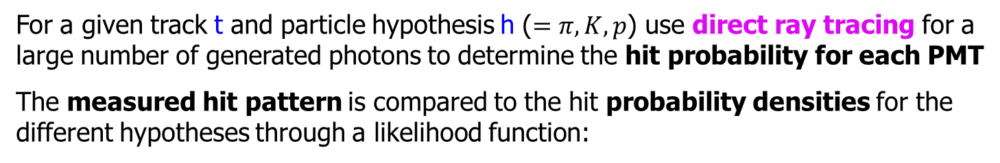 For a given track t and particle hypothesis h (= π, K, p) use direct ray tracing for a
large number of generated photons to determine the hit probability for each PMT
The measured hit pattern is compared to the hit probability densities for the
different hypotheses through a likelihood function: